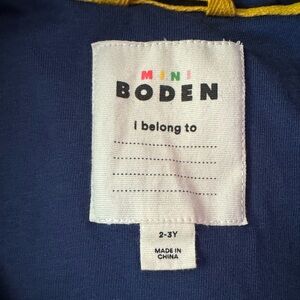 MINI
BODEN
i belong to
2-3Y
MADE IN
CHINA